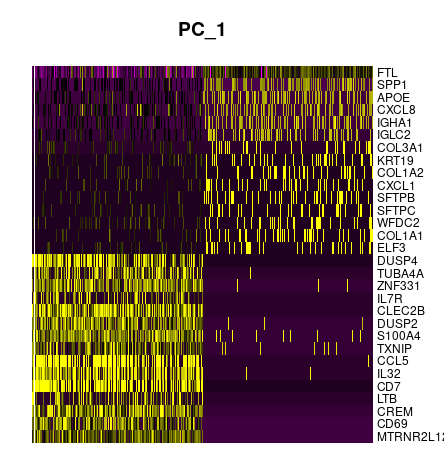 PC_1
FTL
SPP1
APOE
CXCL8
IGHA1
IGLC2
COL3A1
KRT19
COL1A2
CXCL1
SFTPB
SFTPC
WFDC2
COL1A1
ELF3
DUSP4
TUBA4A
ZNF331
IL7R
CLEC2B
DUSP2
S100A4
TXNIP
CCL5
IL32
CD7
LTB
CREM
CD69
MTRNR2L12